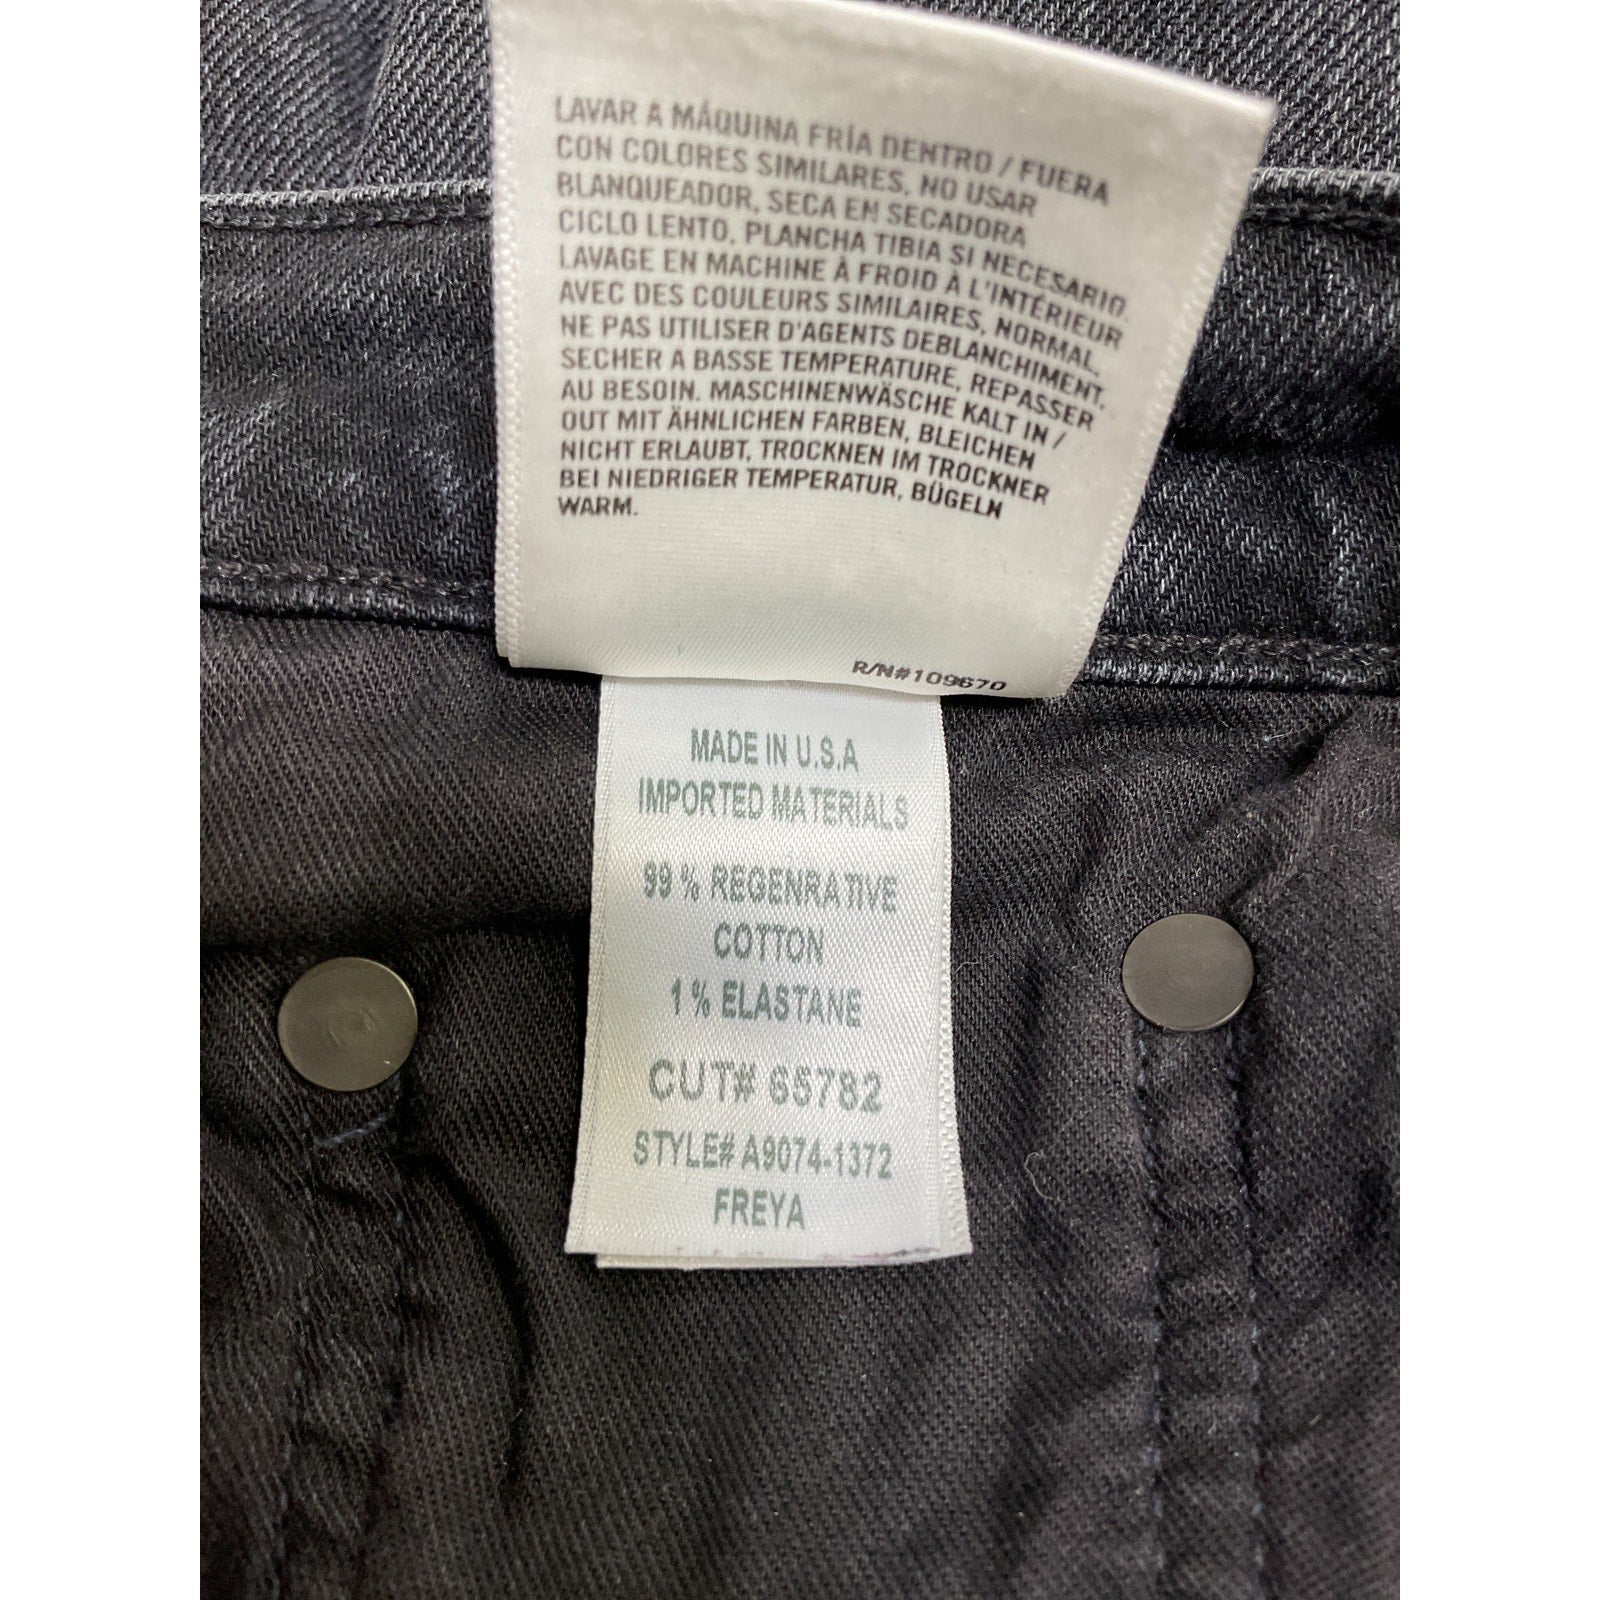 LAVAR A MÁQUINA FRÍA DENTRO / FUERA
CON COLORES SIMILARES, NO USAR
BLANQUEADOR, SECA EN SECADORA
CICLO LENTO, PLANCHA TIBIA SI NECESARIO.
LAVAGE EN MACHINE À FROID À L'INTÉRIEUR
AVEC DES COULEURS SIMILAIRES, NORMAL,
NE PAS UTILISER D'AGENTS DEBLANCHIMENT,
SECHER A BASSE TEMPERATURE, REPASSER
AU BESOIN. MASCHINENWÄSCHE KALT IN /
OUT MIT ÄHNLICHEN FARBEN, BLEICHEN
NICHT ERLAUBT, TROCKNEN IM TROCKNER
BEI NIEDRIGER TEMPERATUR, BÜGELN
WARM.
R/N#109670
MADE IN U.S.A
IMPORTED MATERIALS
99 % REGENRATIVE
COTTON
1 % ELASTANE
CUT# 65782
STYLE# A9074-1372
FREYA